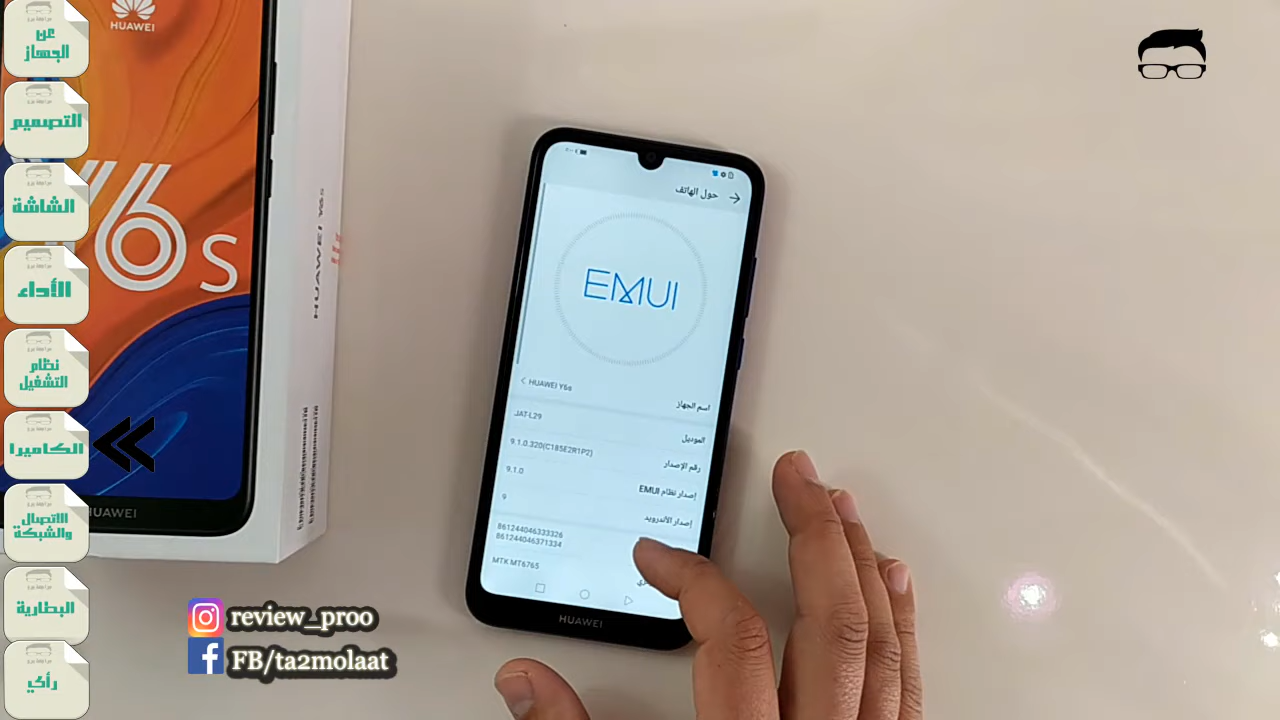 عن
الجهاز
التصميم
الشاشة
الأداء
نظام
التشغيل
الكاميرا
الاتصال
والشبكة
البطارية
رأي
HUAWEI
Y6s
HUAWEI
HUAWEI Y6s
حول الهاتف
EMUI
اسم الجهاز HUAWEI Y6s
الموديل JAT-L29
رقم الإصدار 9.1.0.320(C185E2R1P2)
إصدار نظام EMUI 9.1.0
إصدار الأندرويد 9
861244046333326
861244046371334
MTK MT6765
HUAWEI
review_proo
FB/ta2molaat